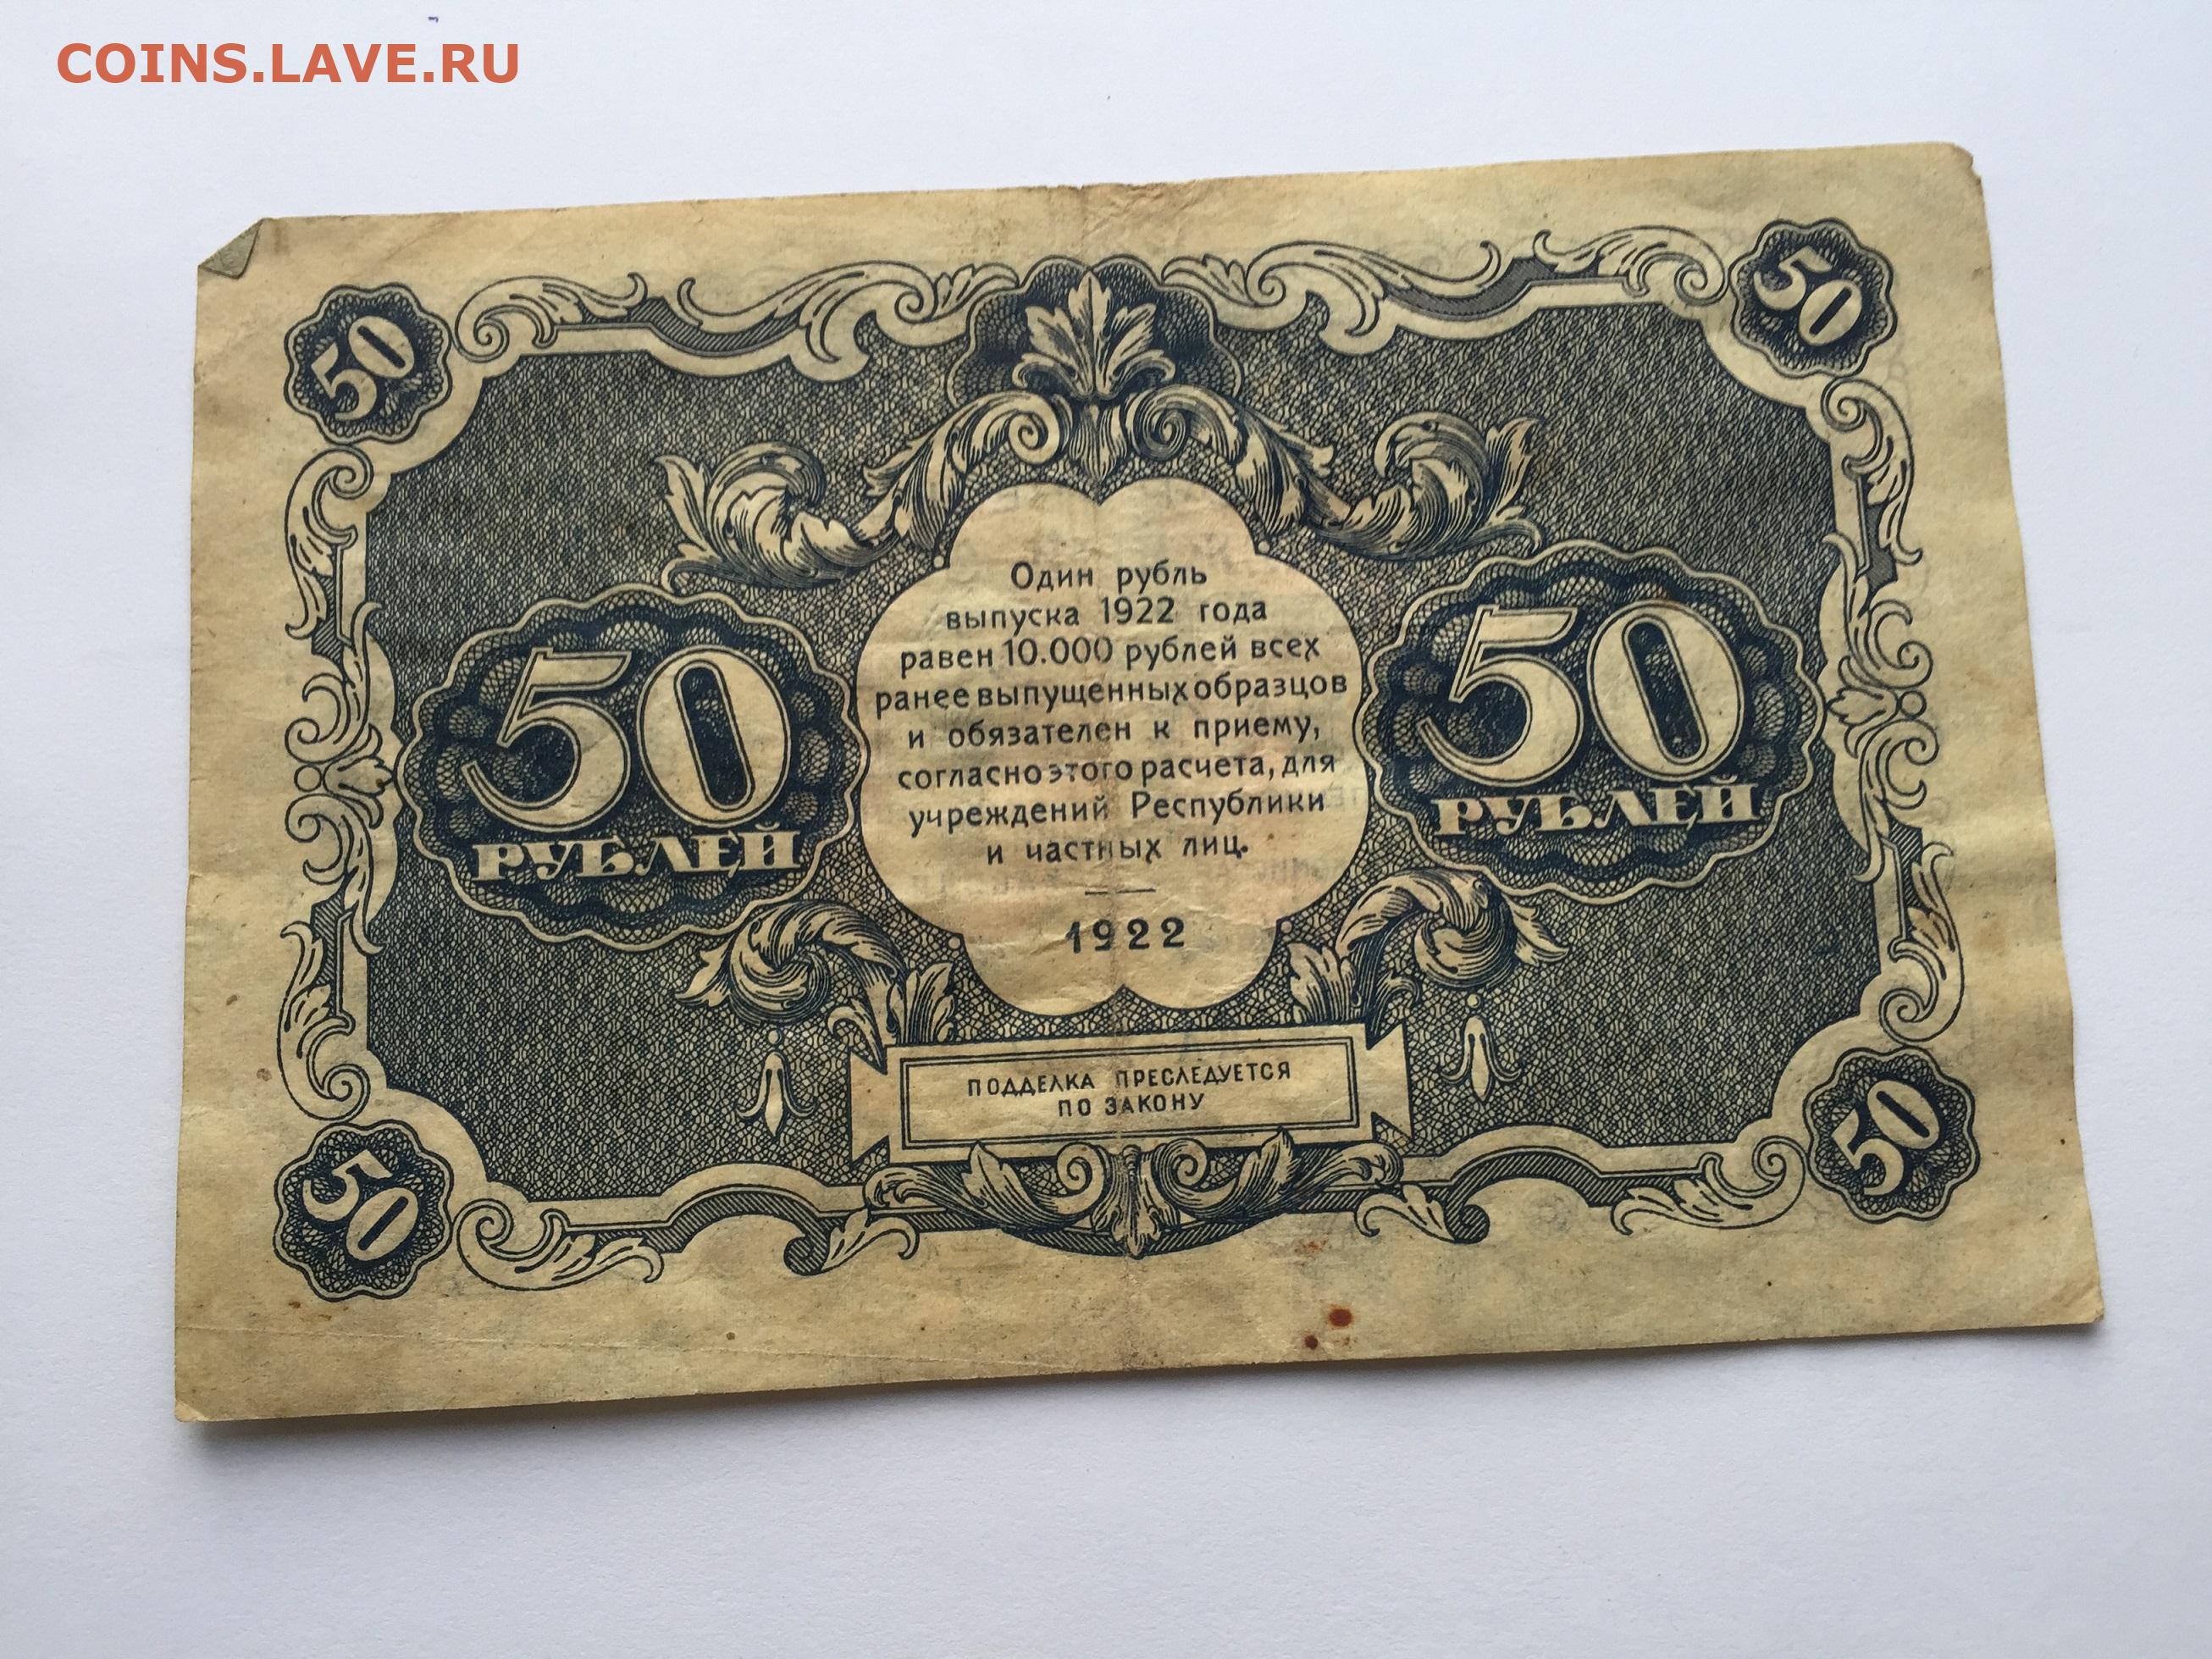 COINS.LAVE.RU
50
50
Один рубль
выпуска 1922 года
равен 10.000 рублей всех
ранее выпущенных образцов
и обязателен к приему,
согласно этого расчета, для
учреждений Республики
и частных лиц.
1922
50
РУБЛЕЙ
50
РУБЛЕЙ
ПОДДЕЛКА ПРЕСЛЕДУЕТСЯ
ПО ЗАКОНУ
50
50